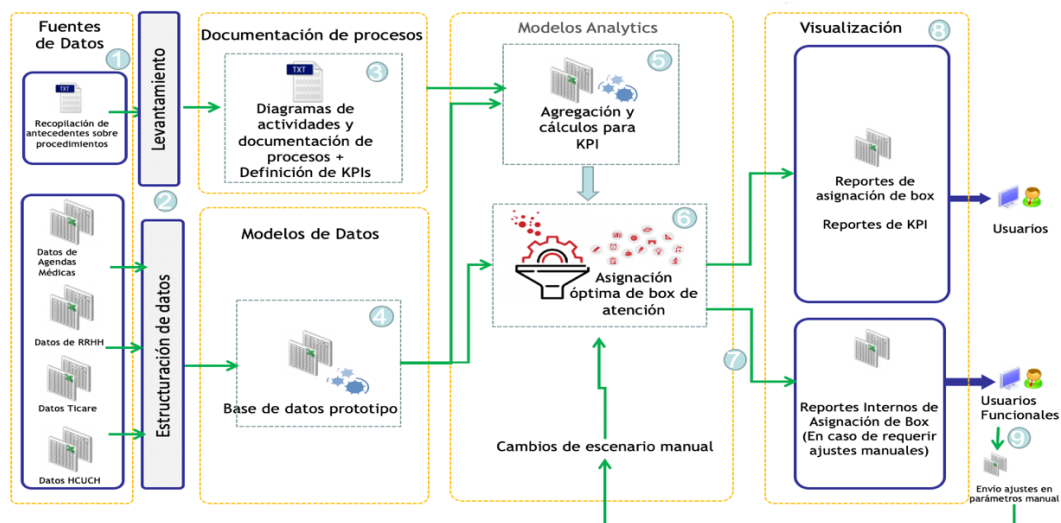 Fuentes
de Datos
1
TXT
Recopilación de
antecedentes sobre
procedimientos
Datos de
Agendas
Médicas
Datos de RRHH
Datos Ticare
Datos HCUCH
Levantamiento
2
Estructuración de datos
Documentación de procesos
TXT
3
Diagramas de
actividades y
documentación de
procesos +
Definición de KPIs
Modelos de Datos
4
Base de datos prototipo
Modelos Analytics
5
Agregación y
cálculos para
KPI
6
Asignación
óptima de box de
atención
7
Cambios de escenario manual
Visualización
8
Reportes de
asignación de box
Reportes de KPI
Usuarios
Reportes Internos de
Asignación de Box
(En caso de requerir
ajustes manuales)
Usuarios
Funcionales
9
Envío ajustes en
parámetros manual